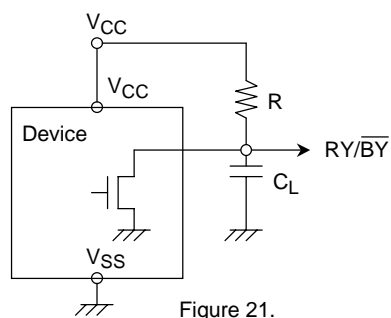 VCC
VCC
R
Device
RY/BY
CL
VSS
Figure 21.